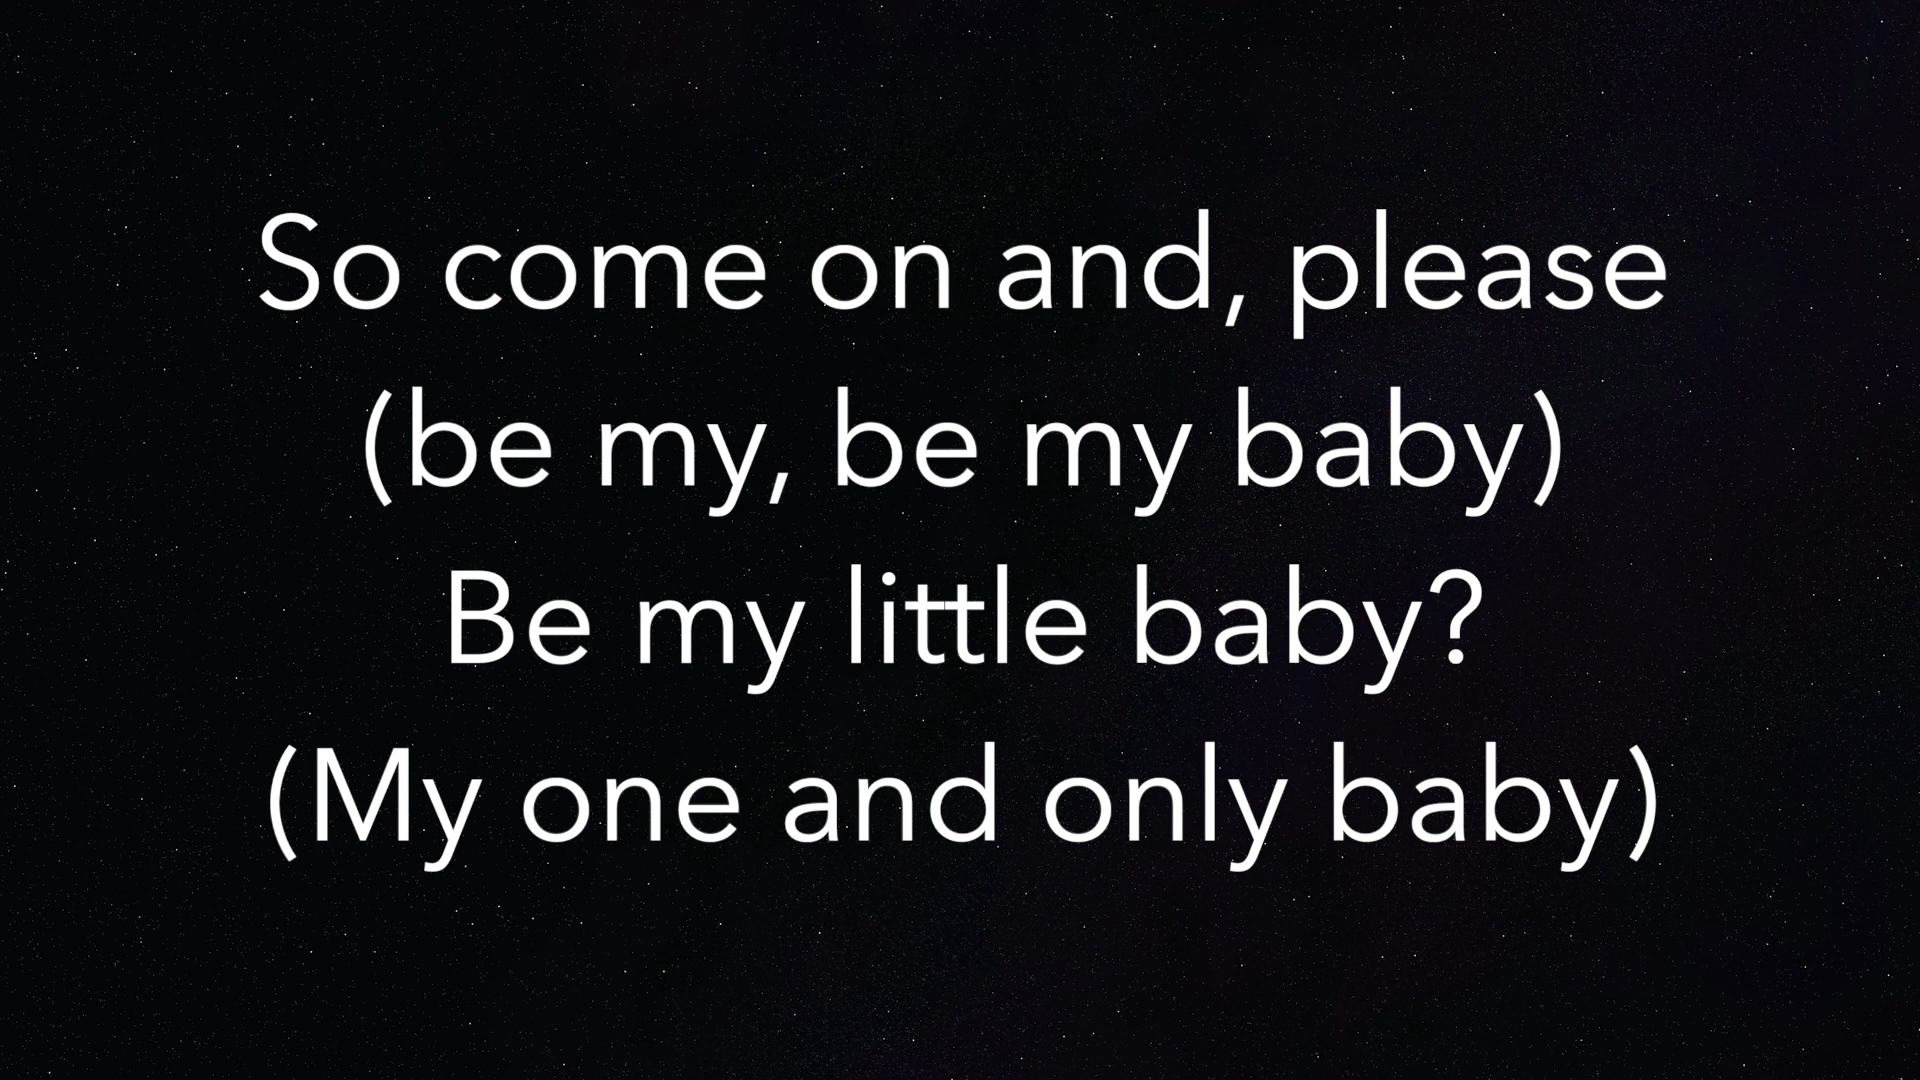 So come on and, please
(be my, be my baby)
Be my little baby?
(My one and only baby)